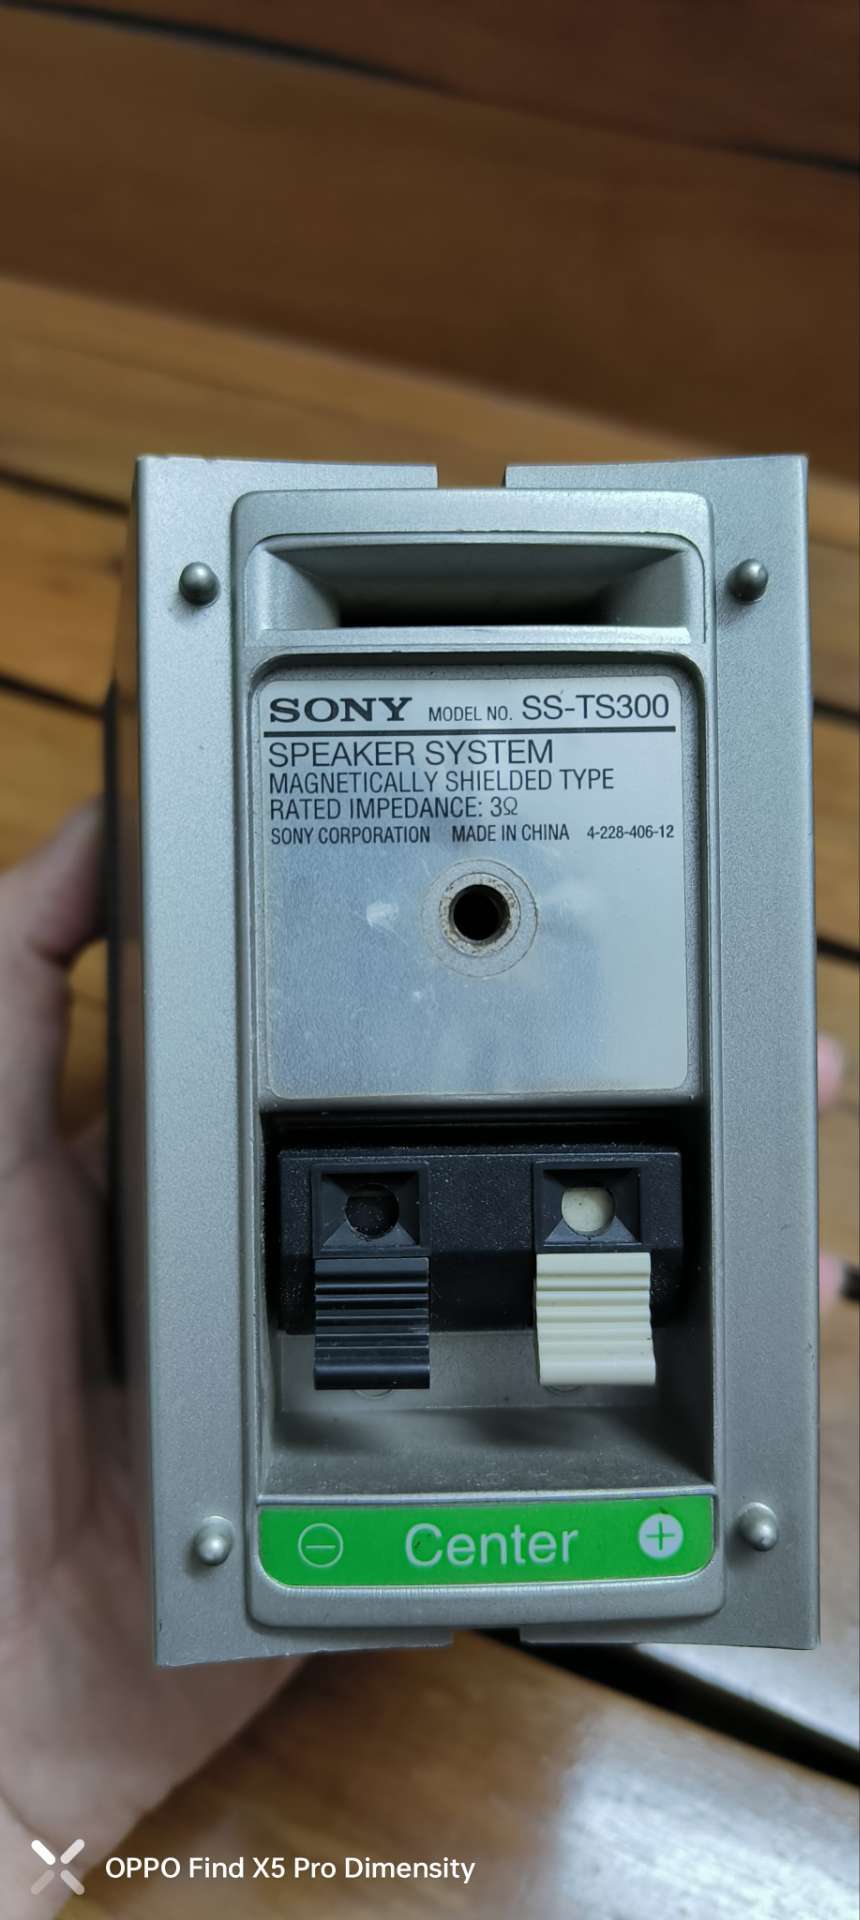 SONY MODEL NO. SS-TS300
SPEAKER SYSTEM
MAGNETICALLY SHIELDED TYPE
RATED IMPEDANCE: 3Ω
SONY CORPORATION MADE IN CHINA 4-228-406-12
⊖ Center ⊕
OPPO Find X5 Pro Dimensity